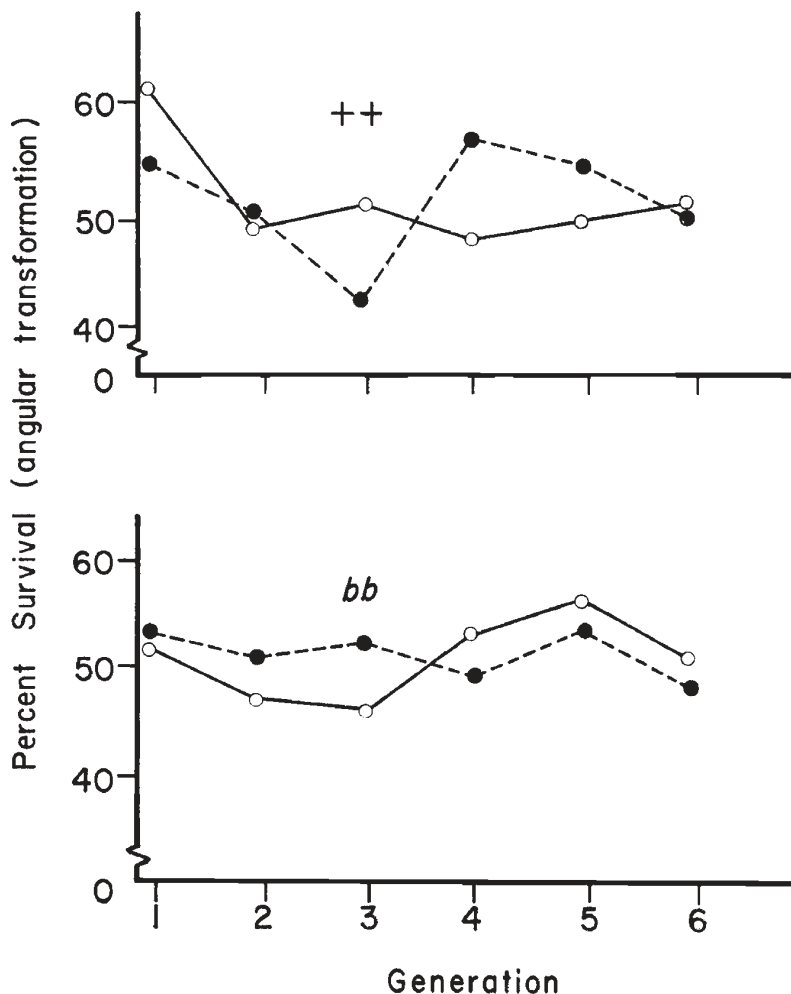 Percent Survival (angular transformation)
60
50
40
0
++
60
50
40
0
bb
1 2 3 4 5 6
Generation